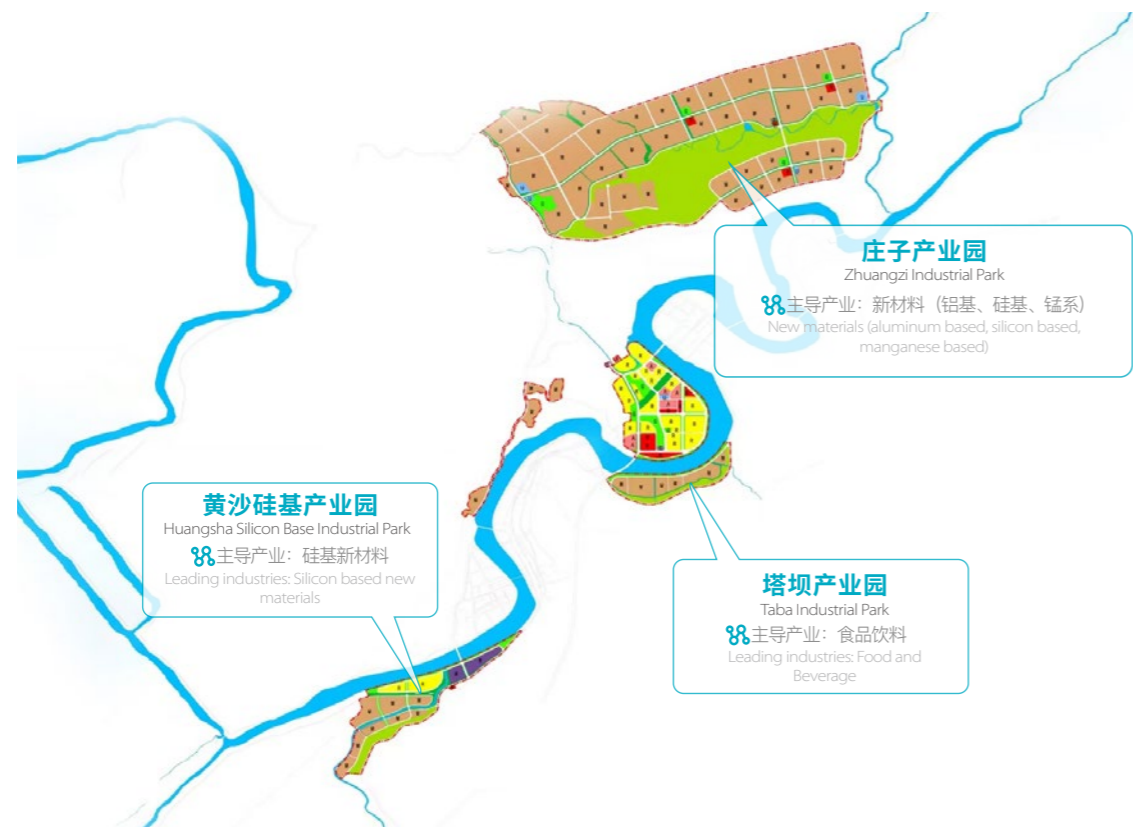 庄子产业园
Zhuangzi Industrial Park
主导产业：新材料（铝基、硅基、锰系）
New materials (aluminum based, silicon based,
manganese based)
黄沙硅基产业园
Huangsha Silicon Base Industrial Park
主导产业：硅基新材料
Leading industries: Silicon based new
materials
塔坝产业园
Taba Industrial Park
主导产业：食品饮料
Leading industries: Food and
Beverage